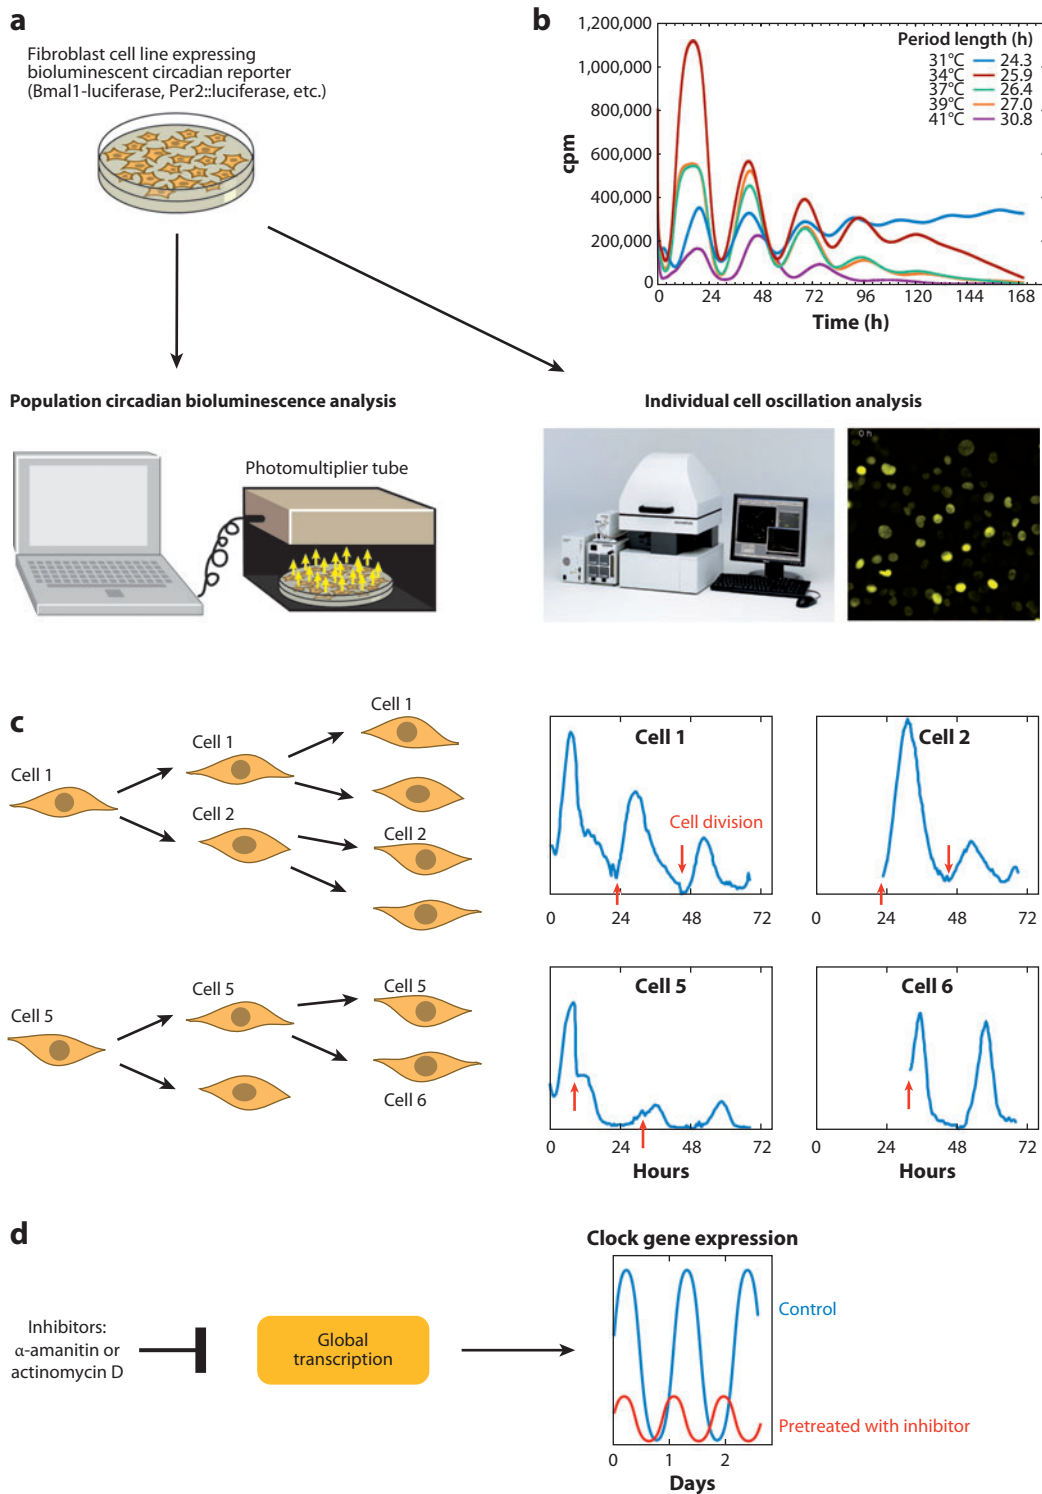 a
Fibroblast cell line expressing
bioluminescent circadian reporter
(Bmal1-luciferase, Per2::luciferase, etc.)
b
1,200,000
1,000,000
800,000
600,000
400,000
200,000
0
cpm
Period length (h)
31°C 24.3
34°C 25.9
37°C 26.4
39°C 27.0
41°C 30.8
0 24 48 72 96 120 144 168
Time (h)
Population circadian bioluminescence analysis
Photomultiplier tube
Individual cell oscillation analysis
0 h
c
Cell 1
Cell 1
Cell 2
Cell 1
Cell 2
Cell 5
Cell 5
Cell 5
Cell 6
Cell 1
Cell division
0 24 48 72
Cell 2
0 24 48 72
Cell 5
0 24 48 72
Hours
Cell 6
0 24 48 72
Hours
d
Inhibitors:
α-amanitin or
actinomycin D
Global
transcription
Clock gene expression
Control
Pretreated with inhibitor
0 1 2
Days